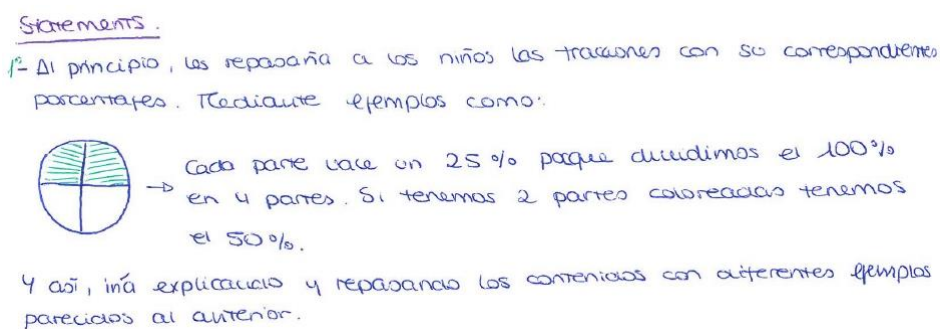 Statements.
1º- Al principio, les repasaría a los niños las fracciones con su correspondientes
porcentajes. Mediante ejemplos como:
Cada parte vale un 25% porque dividimos el 100%
en 4 partes. Si tenemos 2 partes coloreadas tenemos
el 50%.
Y así, iría explicando y repasando los contenidos con diferentes ejemplos
parecidos al anterior.